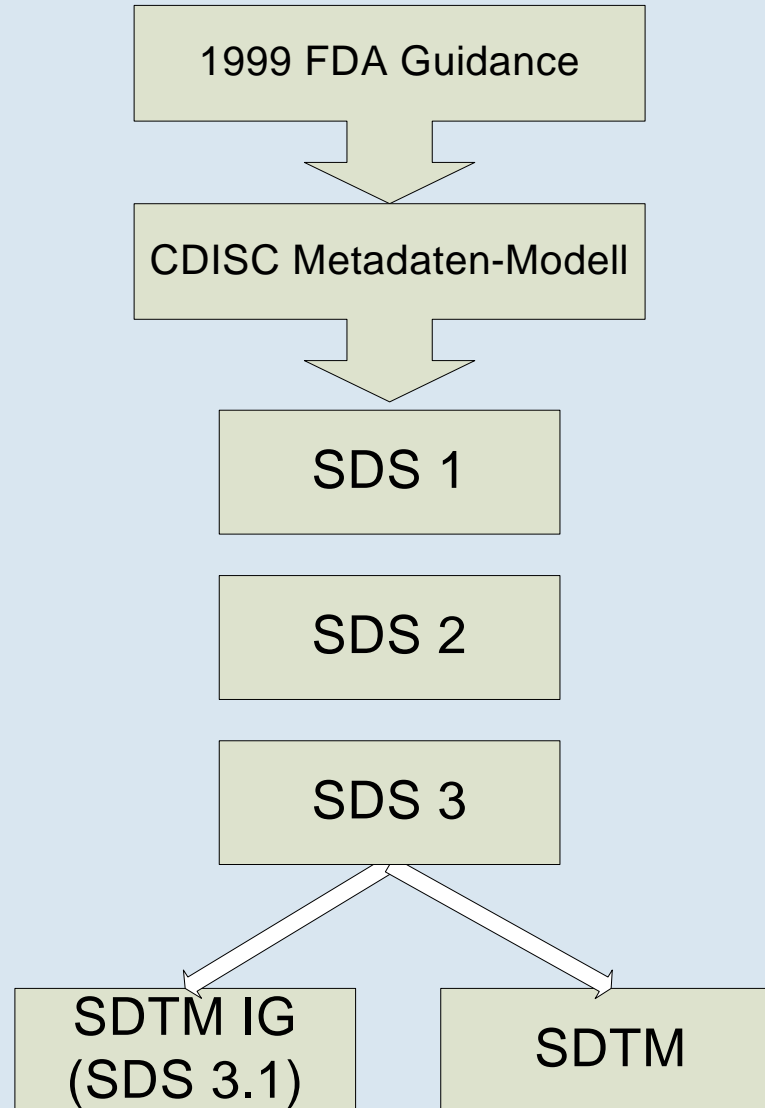 1999 FDA Guidance
CDISC Metadaten-Modell
SDS 1
SDS 2
SDS 3
SDTM IG
(SDS 3.1)
SDTM